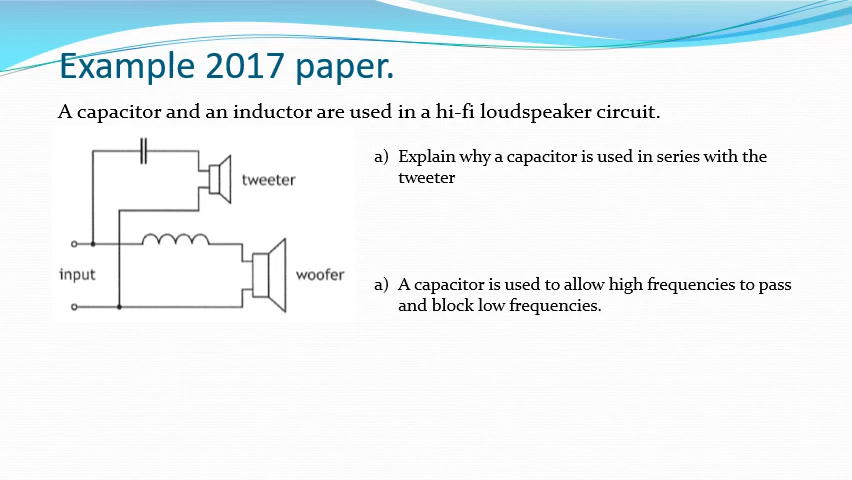 Example 2017 paper.
A capacitor and an inductor are used in a hi-fi loudspeaker circuit.
tweeter
input
woofer
a) Explain why a capacitor is used in series with the
tweeter
a) A capacitor is used to allow high frequencies to pass
and block low frequencies.